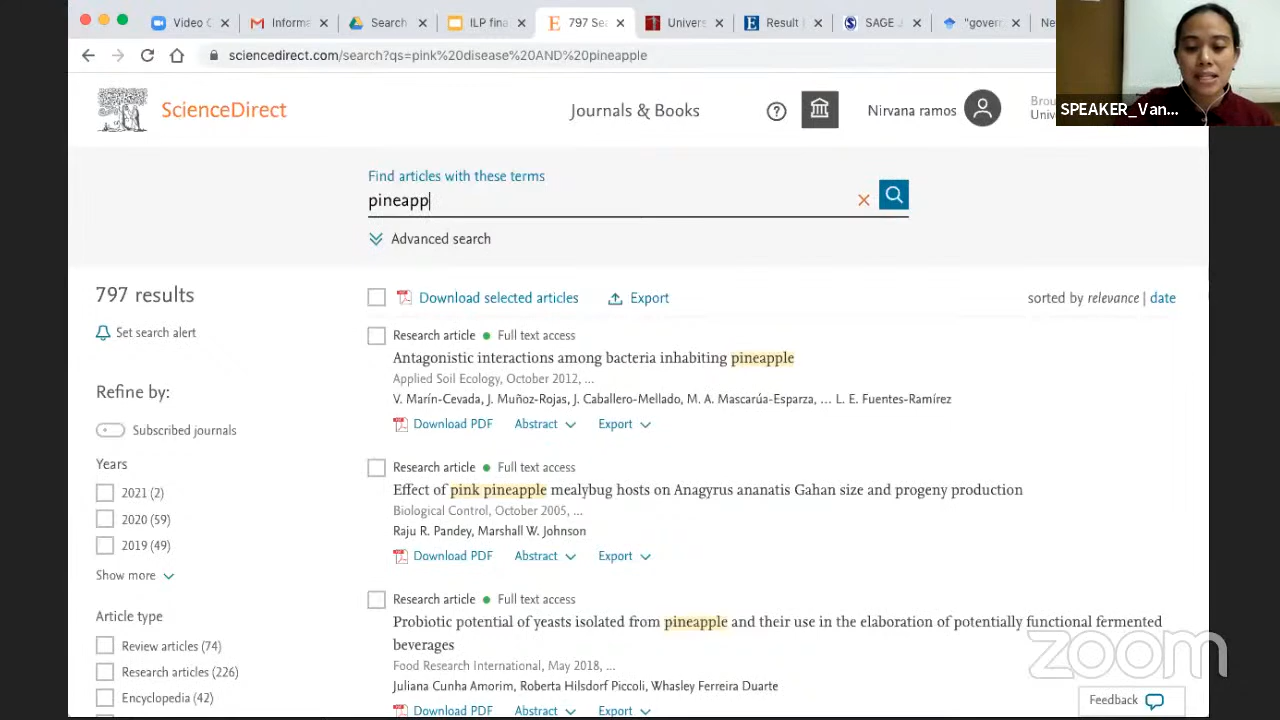 Video C
Informa
Search
ILP fina
797 Sea
Univers
Result
SAGE J
"gover
Ne
sciencedirect.com/search?qs=pink%20disease%20AND%20pineapple
ScienceDirect
Journals & Books
Nirvana ramos
Brou
Unive
SPEAKER_Van...
Find articles with these terms
pineapp
Advanced search
797 results
Set search alert
Download selected articles
Export
sorted by relevance | date
Refine by:
Subscribed journals
Years
2021 (2)
2020 (59)
2019 (49)
Show more
Article type
Review articles (74)
Research articles (226)
Encyclopedia (42)
Research article
Full text access
Antagonistic interactions among bacteria inhabiting pineapple
Applied Soil Ecology, October 2012, ...
V. Marín-Cevada, J. Muñoz-Rojas, J. Caballero-Mellado, M. A. Mascarúa-Esparza, ... L. E. Fuentes-Ramírez
Download PDF
Abstract
Export
Research article
Full text access
Effect of pink pineapple mealybug hosts on Anagyrus ananatis Gahan size and progeny production
Biological Control, October 2005, ...
Raju R. Pandey, Marshall W. Johnson
Download PDF
Abstract
Export
Research article
Full text access
Probiotic potential of yeasts isolated from pineapple and their use in the elaboration of potentially functional fermented
beverages
Food Research International, May 2018, ...
Juliana Cunha Amorim, Roberta Hilsdorf Piccoli, Whasley Ferreira Duarte
Download PDF
Abstract
Export
zoom
Feedback